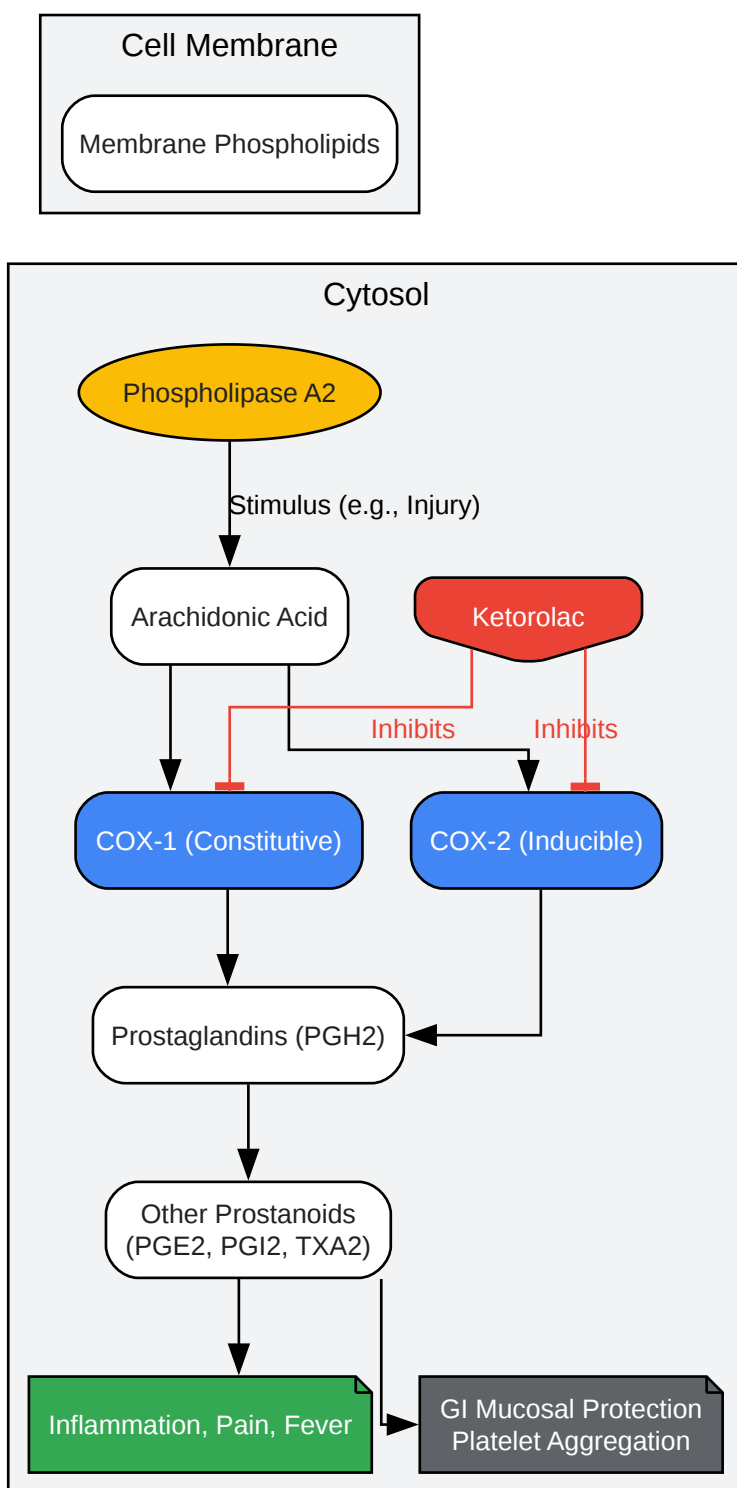 Cell Membrane
Membrane Phospholipids
Cytosol
Phospholipase A2
Stimulus (e.g., Injury)
Arachidonic Acid
Ketorolac
Inhibits
Inhibits
COX-1 (Constitutive)
COX-2 (Inducible)
Prostaglandins (PGH2)
Other Prostanoids
(PGE2, PGI2, TXA2)
Inflammation, Pain, Fever
GI Mucosal Protection
Platelet Aggregation